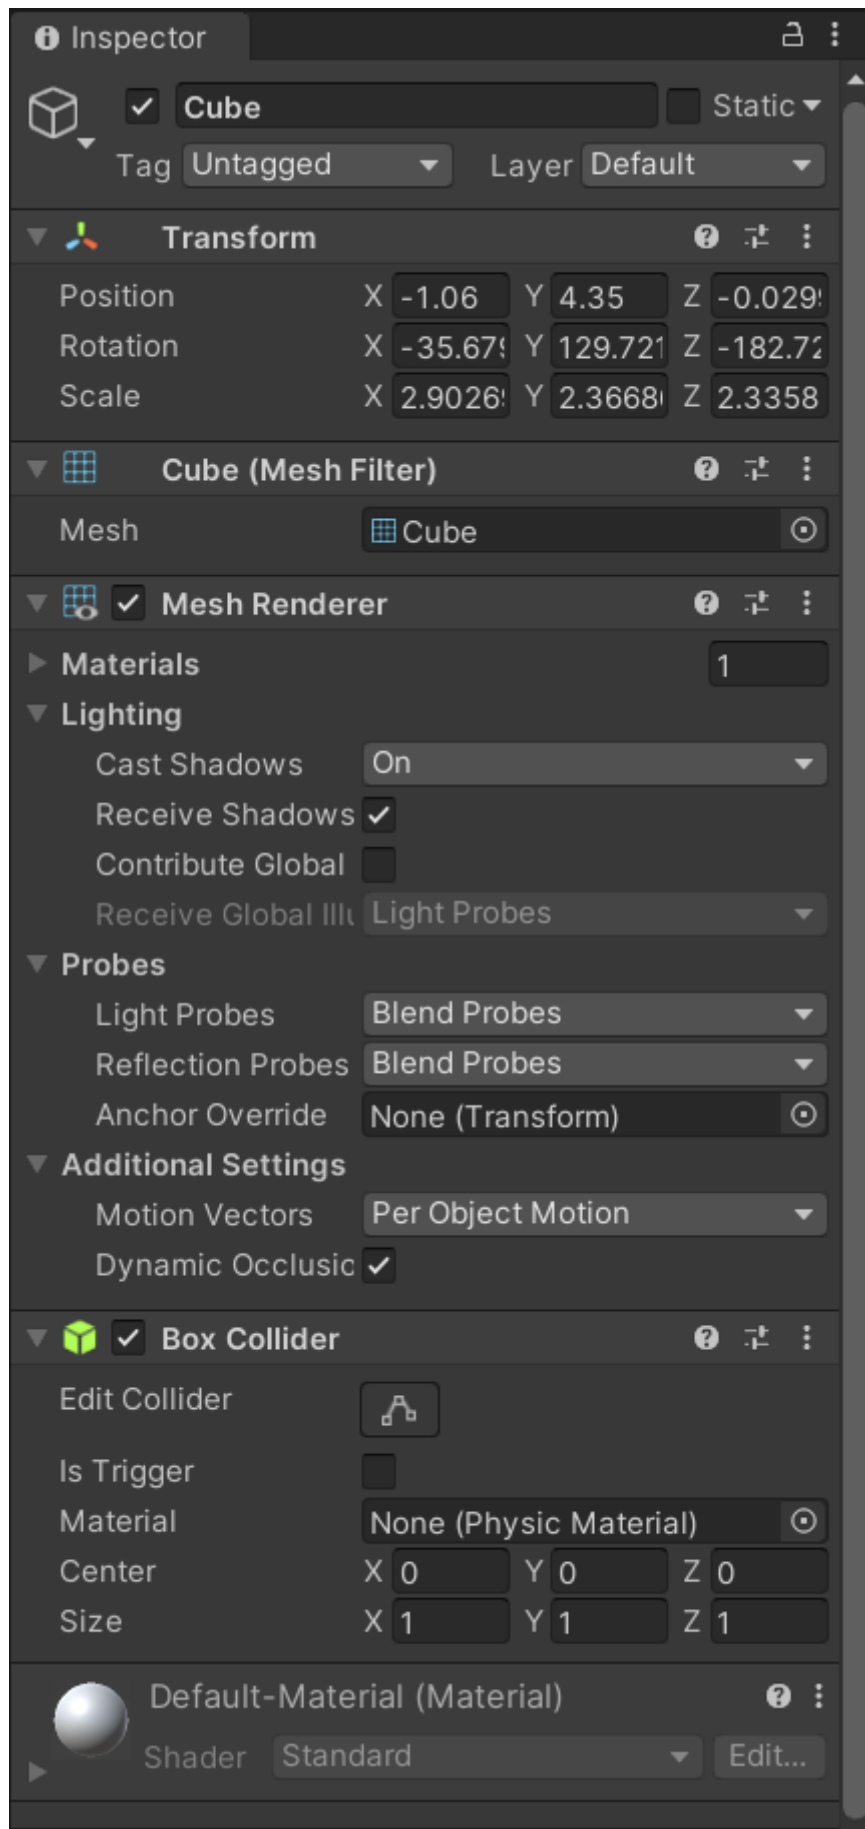 Inspector
Cube Static
Tag Untagged Layer Default
Transform
Position X -1.06 Y 4.35 Z -0.029
Rotation X -35.679 Y 129.721 Z -182.72
Scale X 2.9026 Y 2.3668 Z 2.3358
Cube (Mesh Filter)
Mesh Cube
Mesh Renderer
Materials 1
Lighting
Cast Shadows On
Receive Shadows
Contribute Global
Receive Global Illu Light Probes
Probes
Light Probes Blend Probes
Reflection Probes Blend Probes
Anchor Override None (Transform)
Additional Settings
Motion Vectors Per Object Motion
Dynamic Occlusic
Box Collider
Edit Collider
Is Trigger
Material None (Physic Material)
Center X 0 Y 0 Z 0
Size X 1 Y 1 Z 1
Default-Material (Material)
Shader Standard Edit...